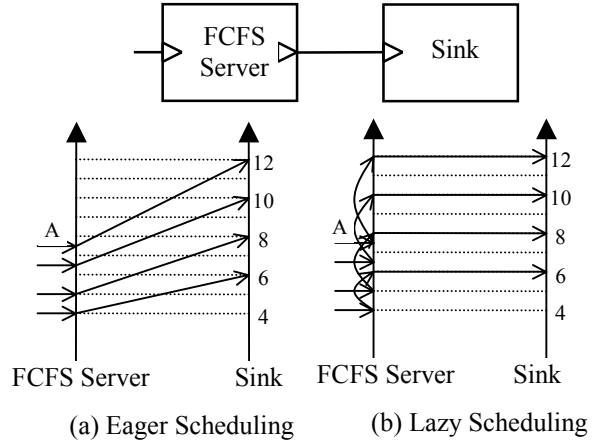 FCFS
Server
Sink
12
10
A
8
6
4
FCFS Server
Sink
(a) Eager Scheduling
12
10
A
8
6
4
FCFS Server
Sink
(b) Lazy Scheduling